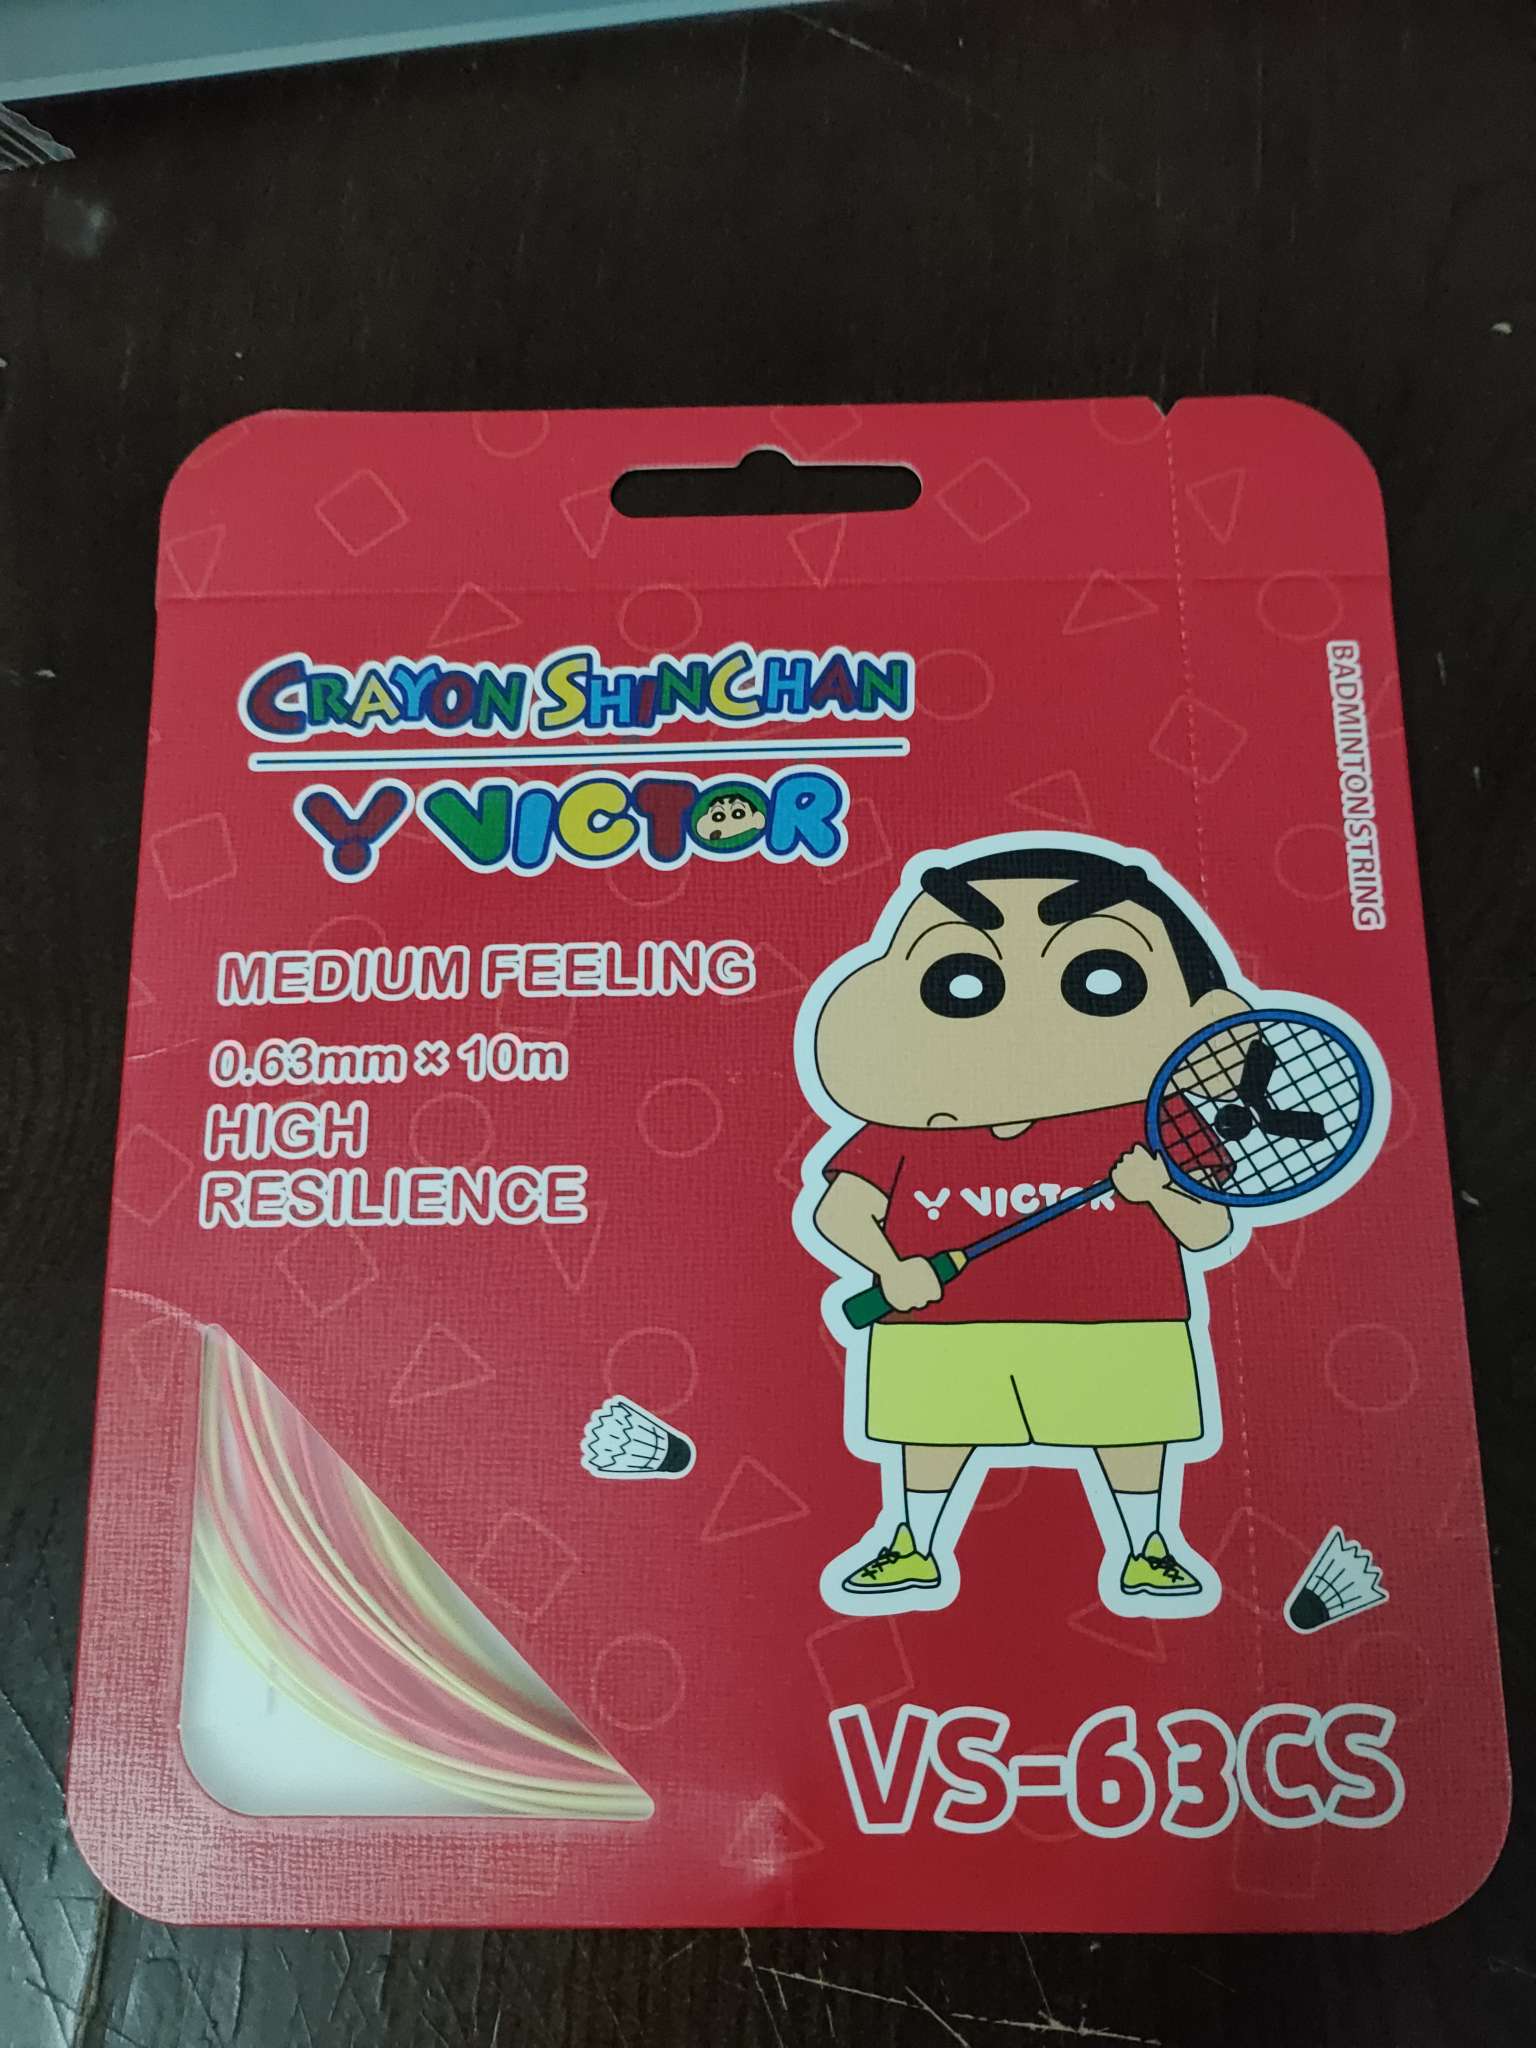 CRAYON SHINCHAN
VICTOR
BADMINTON STRING
MEDIUM FEELING
0.63mm × 10m
HIGH
RESILIENCE
VICTOR
VS-63CS